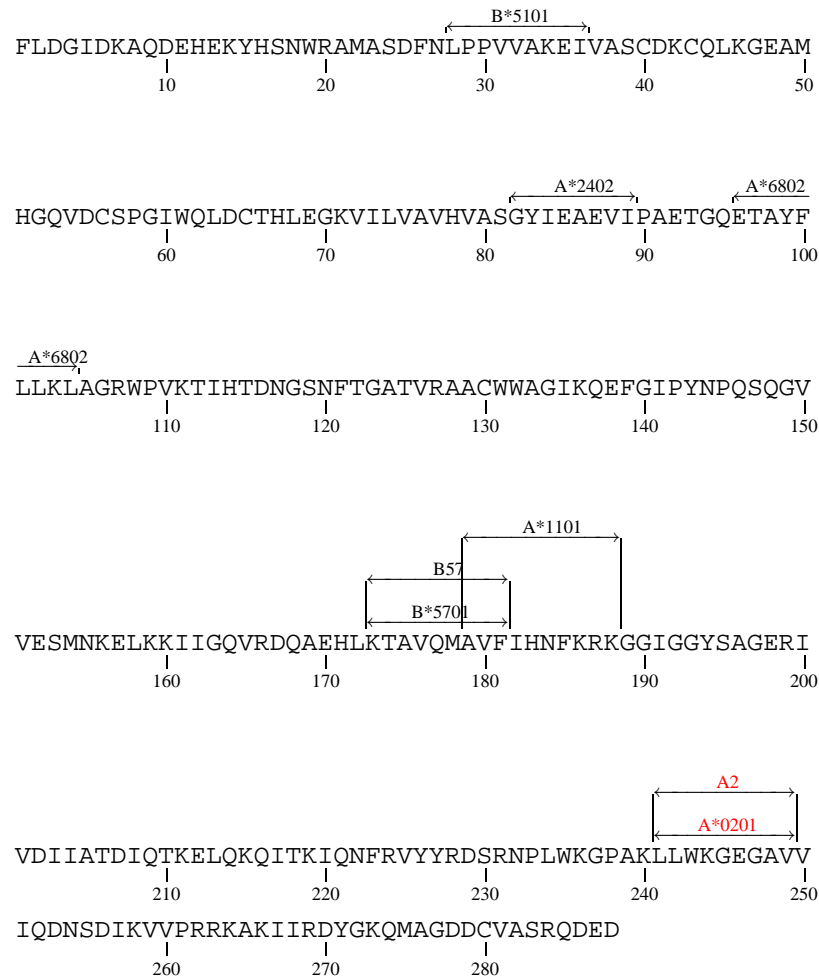 B*5101
FLDGIDKAQDEHEKYHSNWRAMASDFNLPPVVAKEIVASCDKCQLKGEAM
10 20 30 40 50
A*2402 A*6802
HGQVDCSPGIWQLDCTHLEGKVILVAVHVASGYIEAEVIPAETGQETAYF
60 70 80 90 100
A*6802
LLKLAGRWPVKTIHTDNGSNFTGATVRAACWWAGIKQEFGIPYNPQSQGV
110 120 130 140 150
A*1101
B57
B*5701
VESMNKELKKIIGQVRDQAEHLKTAVQMAVFIHNFKRKGGIGGYSAGERI
160 170 180 190 200
A2
A*0201
VDIIATDIQTKELQKQITKIQNFRVYYRDSRNPLWKGPAKLLWKGEGAVV
210 220 230 240 250
IQDNSDIKVVPRRKAKIIRDYGKQMAGDDCVASRQDED
260 270 280